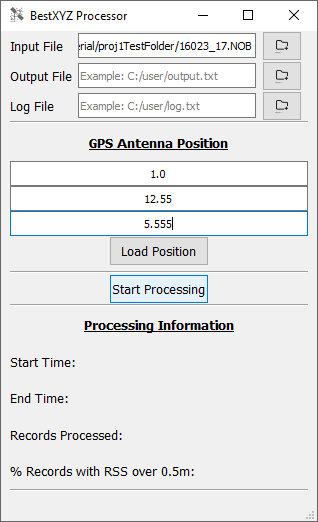 BestXYZ Processor
Input File erial/proj1TestFolder/16023_17.NOB
Output File Example: C:/user/output.txt
Log File Example: C:/user/log.txt
GPS Antenna Position
1.0
12.55
5.555
Load Position
Start Processing
Processing Information
Start Time:
End Time:
Records Processed:
% Records with RSS over 0.5m: